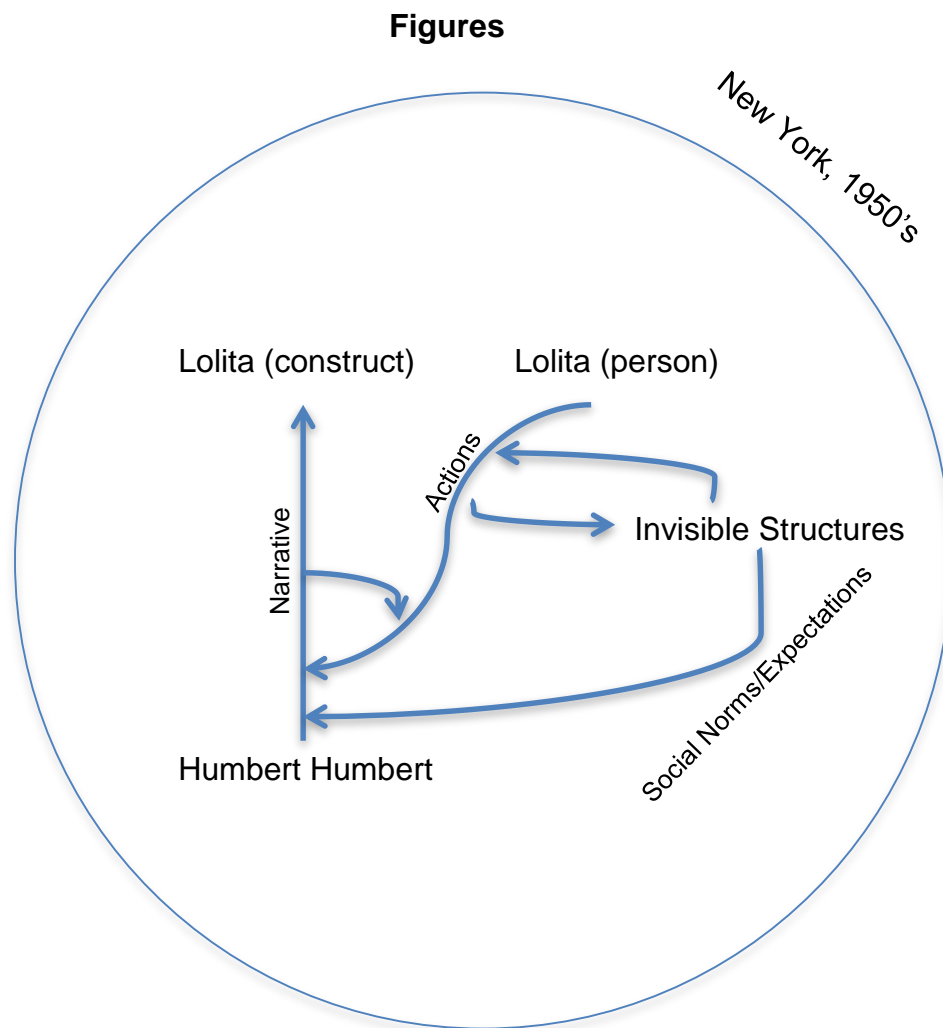 Figures
New York, 1950's
Lolita (construct)
Lolita (person)
Actions
Invisible Structures
Narrative
Social Norms/Expectations
Humbert Humbert